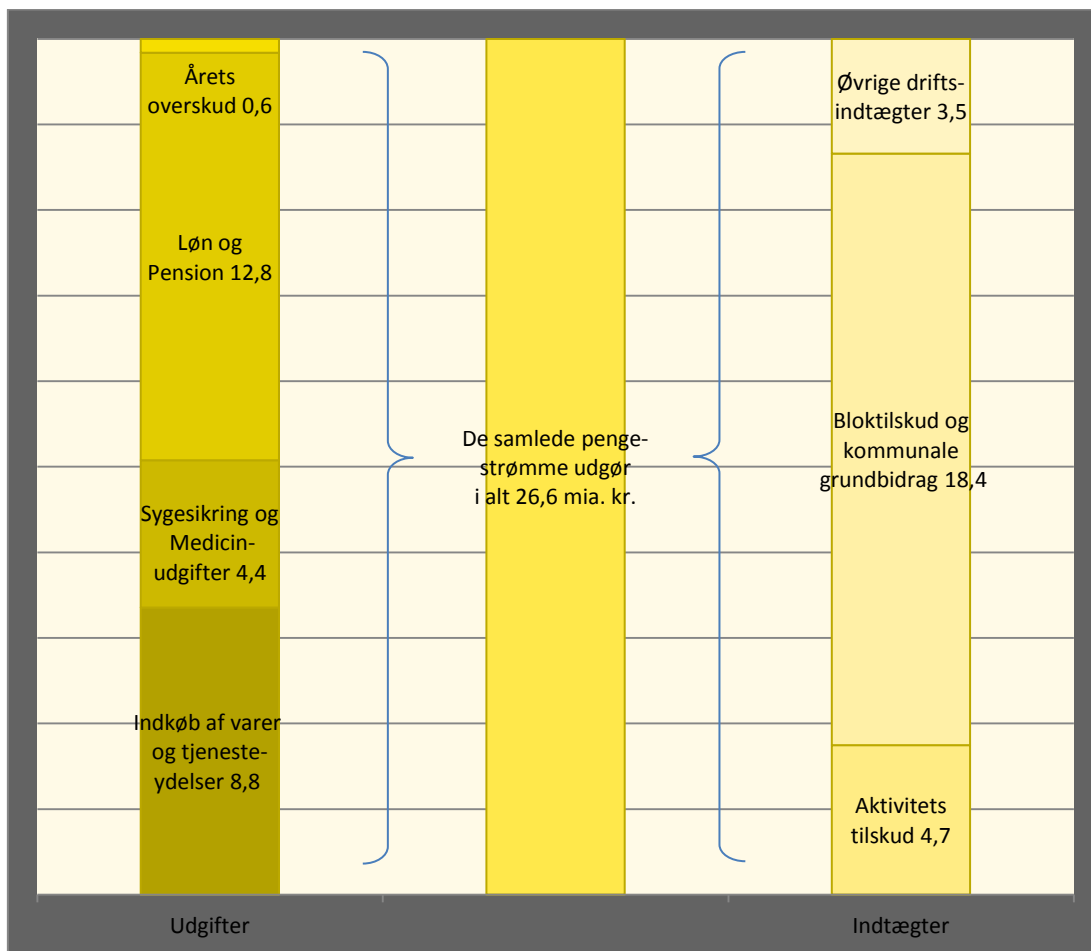 Årets
overskud 0,6
Løn og
Pension 12,8
Sygesikring og
Medicin-
udgifter 4,4
Indkøb af varer
og tjeneste-
ydelser 8,8
De samlede penge-
strømme udgør
i alt 26,6 mia. kr.
Øvrige drifts-
indtægter 3,5
Bloktilskud og
kommunale
grundbidrag 18,4
Aktivitets
tilskud 4,7
Udgifter
Indtægter